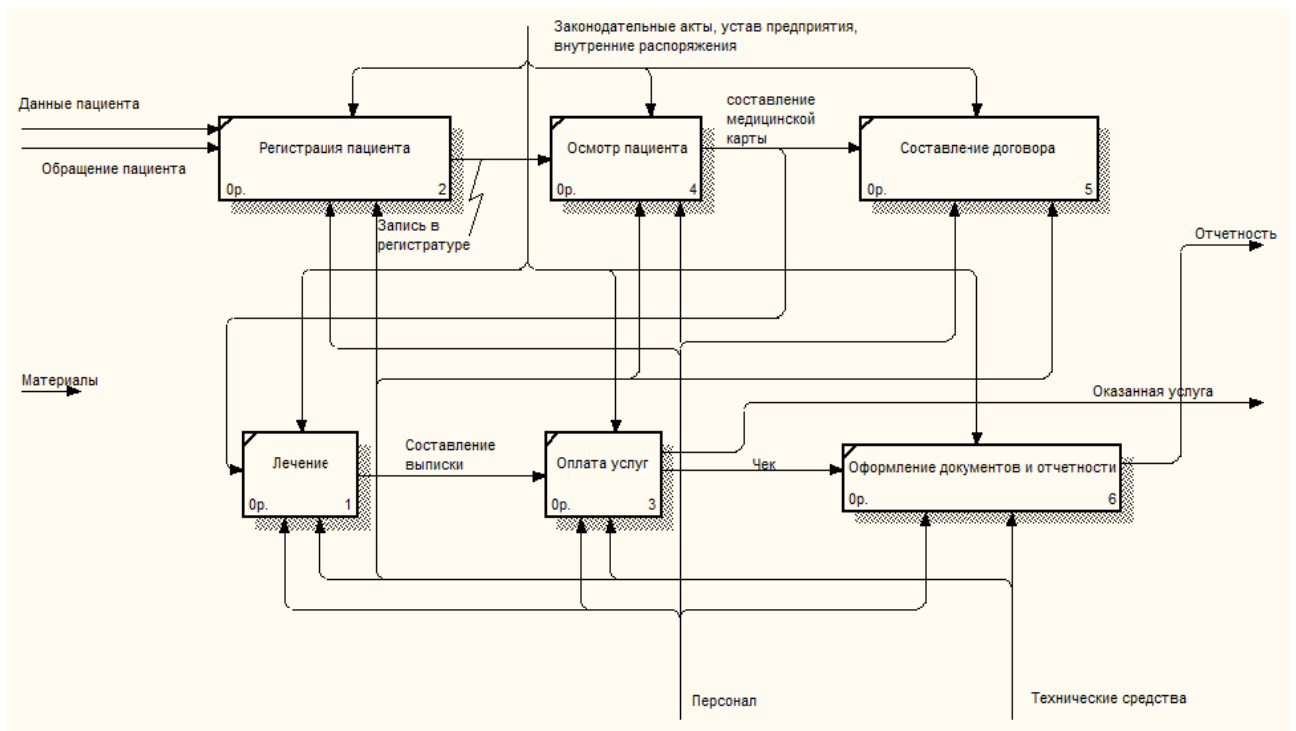 Законодательные акты, устав предприятия,
внутренние распоряжения
Данные пациента
Обращение пациента
Регистрация пациента
0р. 2
Запись в
регистратуре
Осмотр пациента
0р. 4
составление
медицинской
карты
Составление договора
0р. 5
Отчетность
Материалы
Оказанная услуга
Лечение
0р. 1
Составление
выписки
Оплата услуг
0р. 3
Чек
Оформление документов и отчетности
0р. 6
Персонал
Технические средства